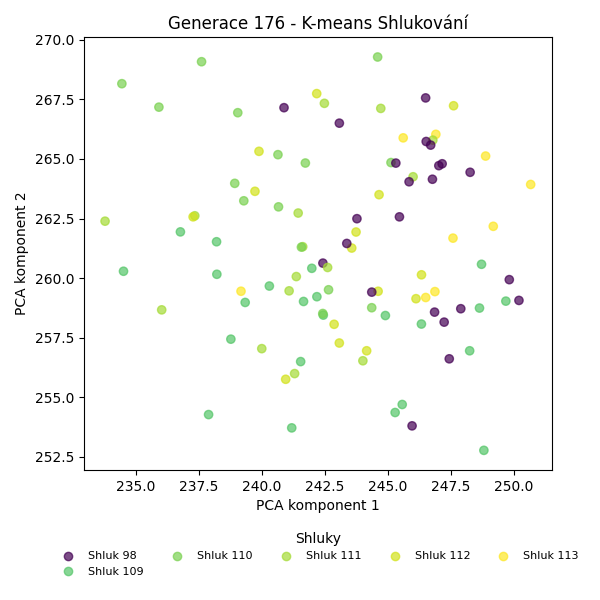 Generace 176 - K-means Shlukování
270.0
267.5
265.0
262.5
260.0
257.5
255.0
252.5
PCA komponent 2
235.0 237.5 240.0 242.5 245.0 247.5 250.0
PCA komponent 1
Shluky
Shluk 98 Shluk 110 Shluk 111 Shluk 112 Shluk 113
Shluk 109